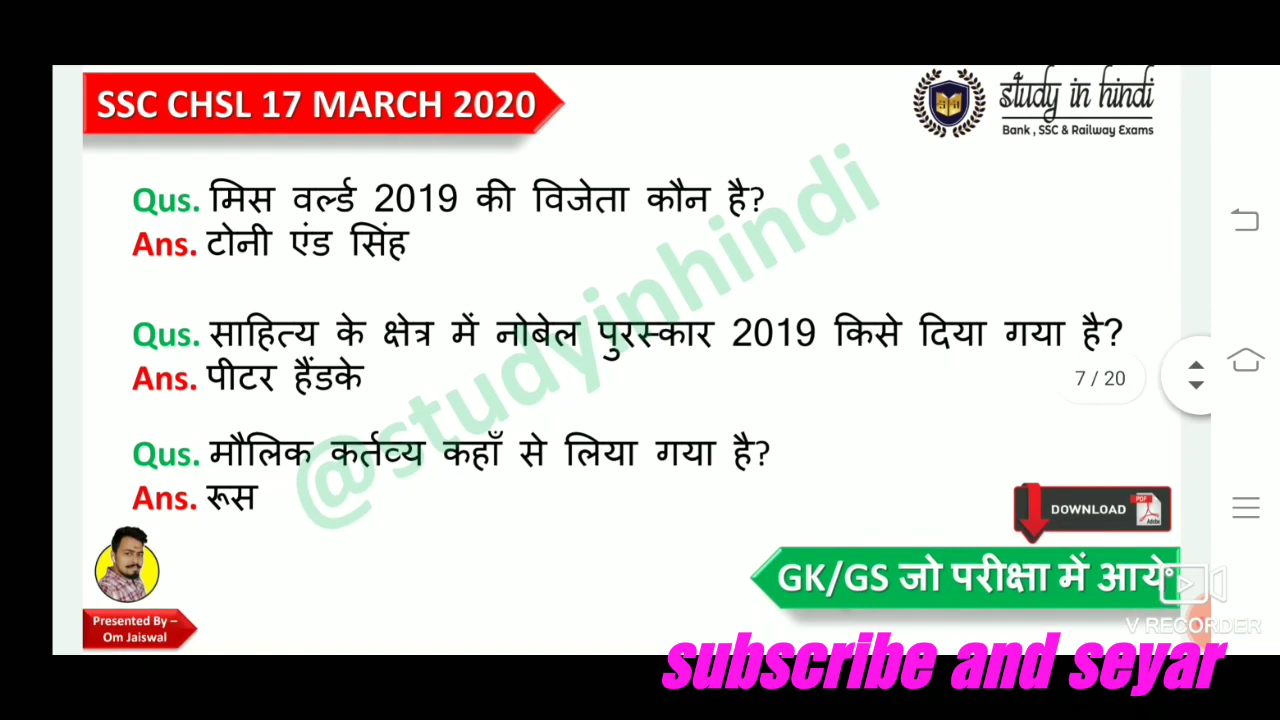 SSC CHSL 17 MARCH 2020
study in hindi
Bank , SSC & Railway Exams
Qus. मिस वर्ल्ड 2019 की विजेता कौन है?
Ans. टोनी एंड सिंह
Qus. साहित्य के क्षेत्र में नोबेल पुरस्कार 2019 किसे दिया गया है?
Ans. पीटर हैंडके
7 / 20
Qus. मौलिक कर्तव्य कहाँ से लिया गया है?
Ans. रूस
@studyinhindi
DOWNLOAD
PDF
Adobe
GK/GS जो परीक्षा में आये
Presented By –
Om Jaiswal
V RECORDER
subscribe and seyar